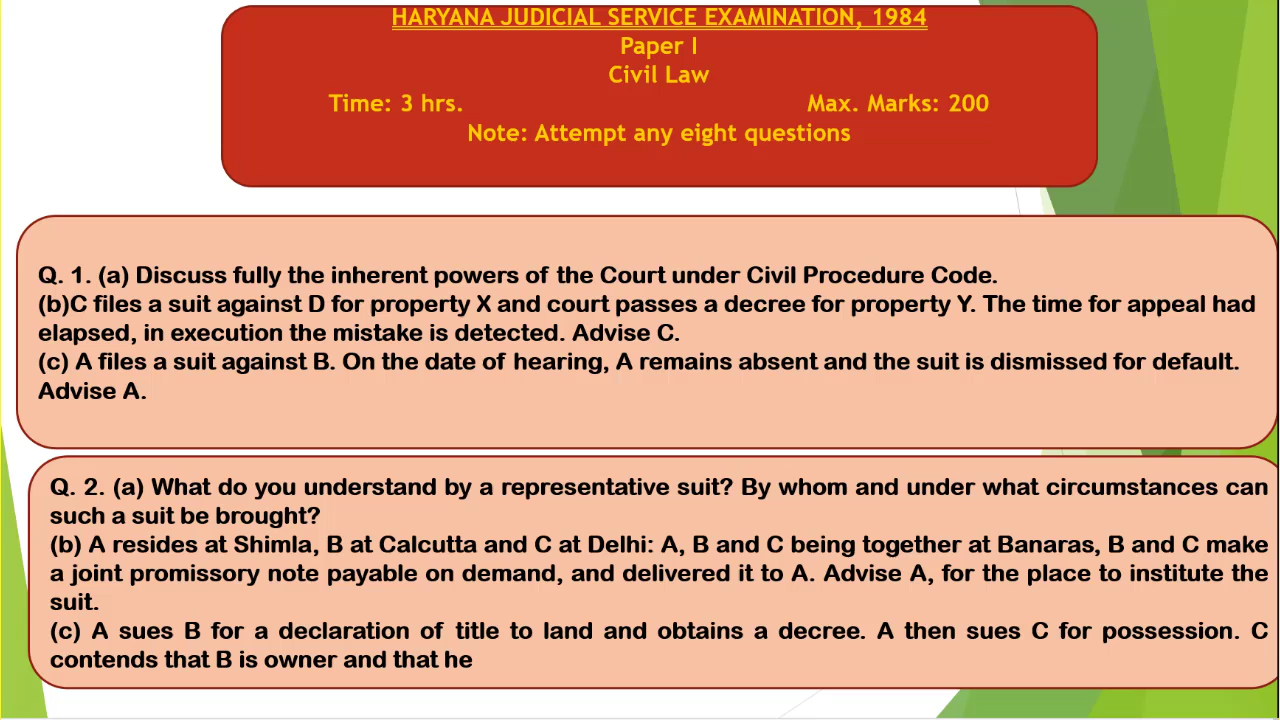 HARYANA JUDICIAL SERVICE EXAMINATION, 1984
Paper I
Civil Law
Time: 3 hrs. Max. Marks: 200
Note: Attempt any eight questions
Q. 1. (a) Discuss fully the inherent powers of the Court under Civil Procedure Code.
(b)C files a suit against D for property X and court passes a decree for property Y. The time for appeal had
elapsed, in execution the mistake is detected. Advise C.
(c) A files a suit against B. On the date of hearing, A remains absent and the suit is dismissed for default.
Advise A.
Q. 2. (a) What do you understand by a representative suit? By whom and under what circumstances can
such a suit be brought?
(b) A resides at Shimla, B at Calcutta and C at Delhi: A, B and C being together at Banaras, B and C make
a joint promissory note payable on demand, and delivered it to A. Advise A, for the place to institute the
suit.
(c) A sues B for a declaration of title to land and obtains a decree. A then sues C for possession. C
contends that B is owner and that he